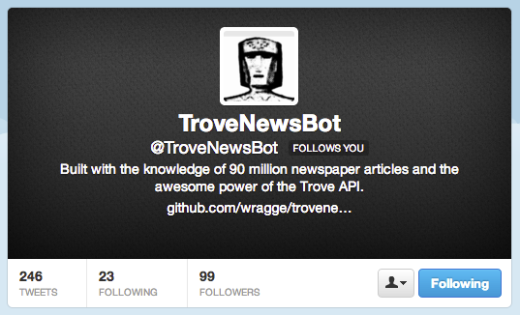 TroveNewsBot
@TroveNewsBot FOLLOWS YOU
Built with the knowledge of 90 million newspaper articles and the
awesome power of the Trove API.
github.com/wragge/trovene...
246 23 99
TWEETS FOLLOWING FOLLOWERS
Following